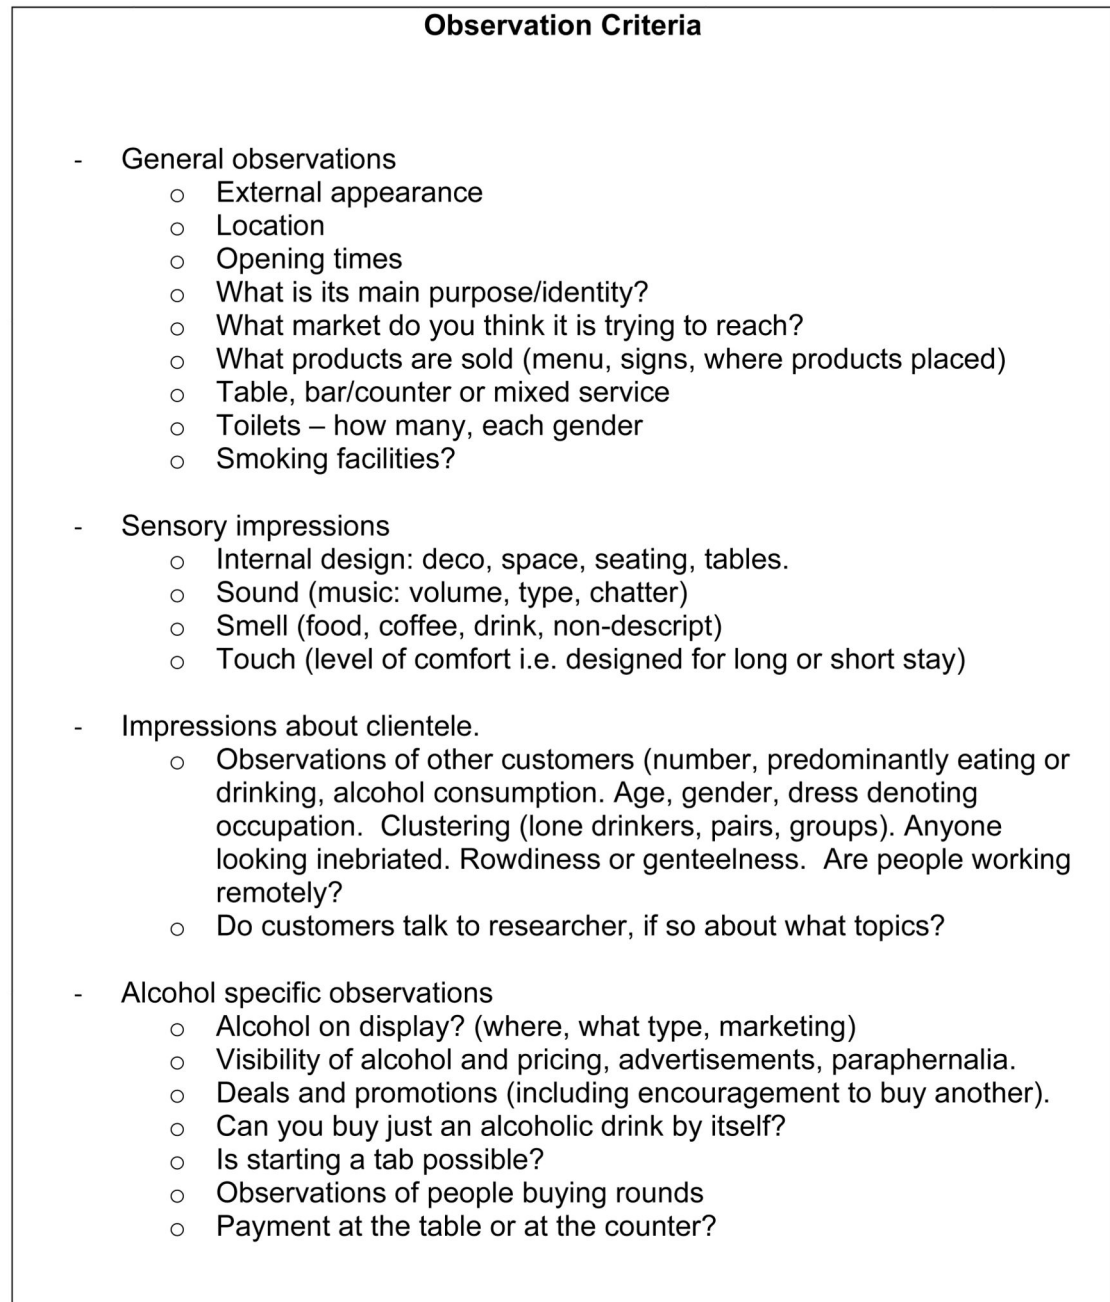 Observation Criteria
- General observations
o External appearance
o Location
o Opening times
o What is its main purpose/identity?
o What market do you think it is trying to reach?
o What products are sold (menu, signs, where products placed)
o Table, bar/counter or mixed service
o Toilets – how many, each gender
o Smoking facilities?
- Sensory impressions
o Internal design: deco, space, seating, tables.
o Sound (music: volume, type, chatter)
o Smell (food, coffee, drink, non-descript)
o Touch (level of comfort i.e. designed for long or short stay)
- Impressions about clientele.
o Observations of other customers (number, predominantly eating or
drinking, alcohol consumption. Age, gender, dress denoting
occupation.  Clustering (lone drinkers, pairs, groups). Anyone
looking inebriated. Rowdiness or genteelness.  Are people working
remotely?
o Do customers talk to researcher, if so about what topics?
- Alcohol specific observations
o Alcohol on display? (where, what type, marketing)
o Visibility of alcohol and pricing, advertisements, paraphernalia.
o Deals and promotions (including encouragement to buy another).
o Can you buy just an alcoholic drink by itself?
o Is starting a tab possible?
o Observations of people buying rounds
o Payment at the table or at the counter?